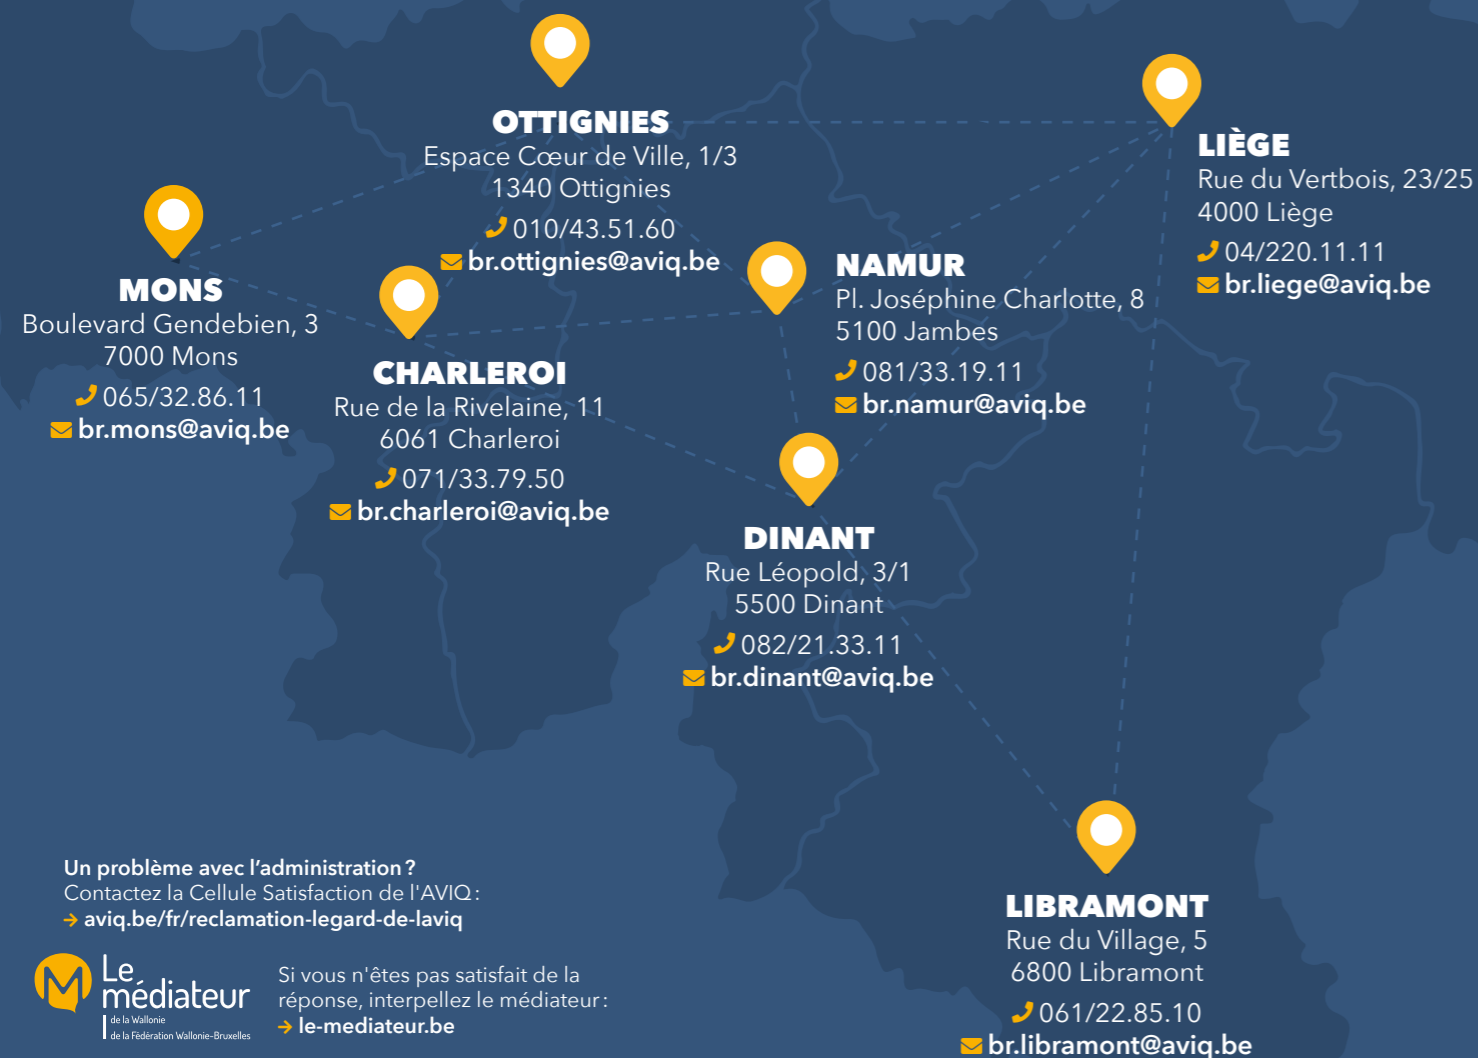 OTTIGNIES
Espace Cœur de Ville, 1/3
1340 Ottignies
010/43.51.60
br.ottignies@aviq.be
LIÈGE
Rue du Vertbois, 23/25
4000 Liège
04/220.11.11
br.liege@aviq.be
MONS
Boulevard Gendebien, 3
7000 Mons
065/32.86.11
br.mons@aviq.be
NAMUR
Pl. Joséphine Charlotte, 8
5100 Jambes
081/33.19.11
br.namur@aviq.be
CHARLEROI
Rue de la Rivelaine, 11
6061 Charleroi
071/33.79.50
br.charleroi@aviq.be
DINANT
Rue Léopold, 3/1
5500 Dinant
082/21.33.11
br.dinant@aviq.be
LIBRAMONT
Rue du Village, 5
6800 Libramont
061/22.85.10
br.libramont@aviq.be
Un problème avec l'administration ?
Contactez la Cellule Satisfaction de l'AVIQ :
→ aviq.be/fr/reclamation-legard-de-laviq
M Le
médiateur
de la Wallonie
de la Fédération Wallonie-Bruxelles
Si vous n'êtes pas satisfait de la
réponse, interpellez le médiateur :
→ le-mediateur.be